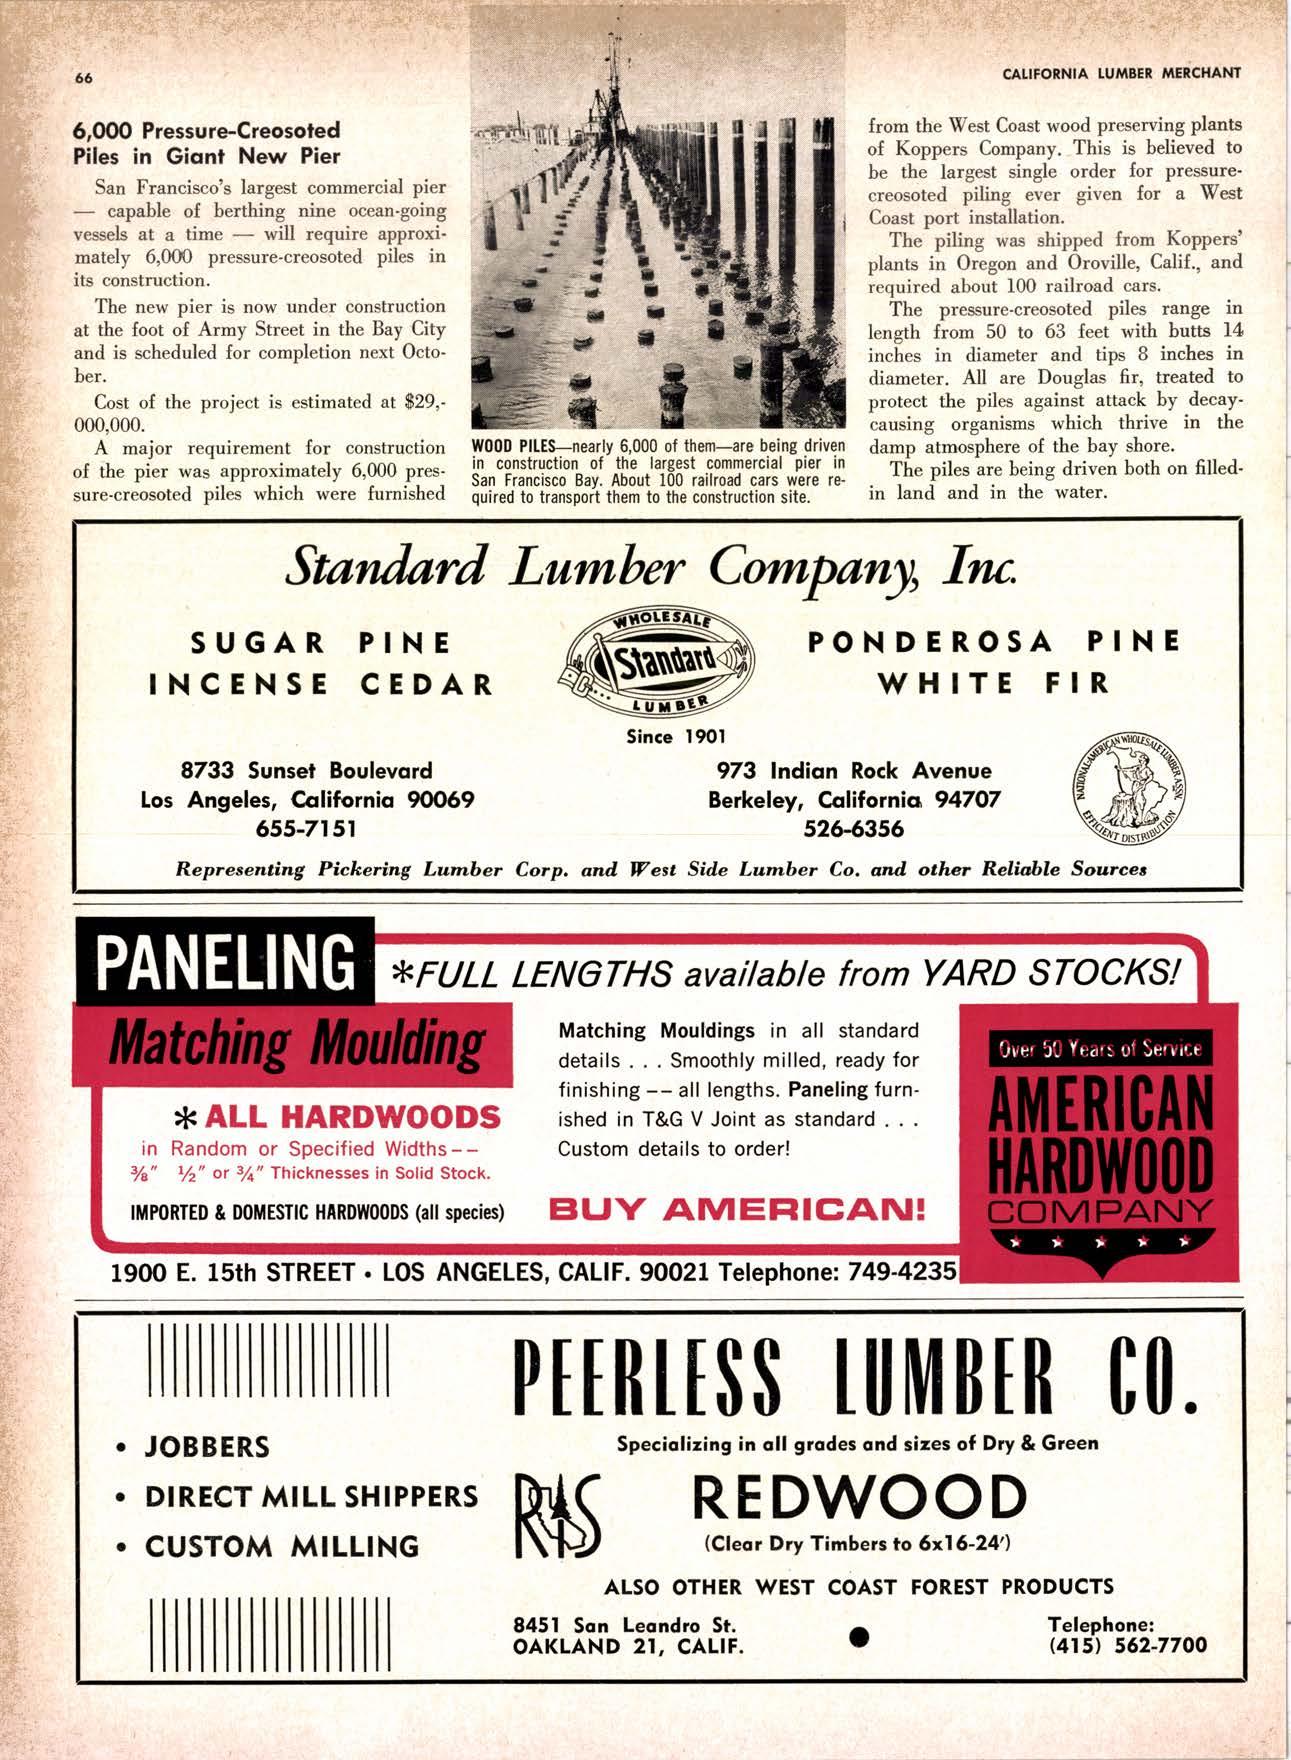 66
CALIFORNIA LUMBER MERCHANT
6,000 Pressure-Creosoted
Piles in Giant New Pier
San Francisco's largest commercial pier
— capable of berthing nine ocean-going
vessels at a time — will require approxi-
mately 6,000 pressure-creosoted piles in
its construction.
The new pier is now under construction
at the foot of Army Street in the Bay City
and is scheduled for completion next Octo-
ber.
Cost of the project is estimated at $29,-
000,000.
A major requirement for construction
of the pier was approximately 6,000 pres-
sure-creosoted piles which were furnished
WOOD PILES—nearly 6,000 of them—are being driven
in construction of the largest commercial pier in
San Francisco Bay. About 100 railroad cars were re-
quired to transport them to the construction site.
from the West Coast wood preserving plants
of Koppers Company. This is believed to
be the largest single order for pressure-
creosoted piling ever given for a West
Coast port installation.
The piling was shipped from Koppers'
plants in Oregon and Oroville, Calif., and
required about 100 railroad cars.
The pressure-creosoted piles range in
length from 50 to 63 feet with butts 14
inches in diameter and tips 8 inches in
diameter. All are Douglas fir, treated to
protect the piles against attack by decay-
causing organisms which thrive in the
damp atmosphere of the bay shore.
The piles are being driven both on filled-
in land and in the water.
Standard Lumber Company, Inc.
SUGAR PINE
INCENSE CEDAR
WHOLESALE
Standard
LUMBER
Since 1901
PONDEROSA PINE
WHITE FIR
8733 Sunset Boulevard
Los Angeles, California 90069
655-7151
973 Indian Rock Avenue
Berkeley, California 94707
526-6356
NATIONAL-AMERICAN WHOLESALE LUMBER ASSN.
EFFICIENT DISTRIBUTION
Representing Pickering Lumber Corp. and West Side Lumber Co. and other Reliable Sources
PANELING
*FULL LENGTHS available from YARD STOCKS!
Matching Moulding
* ALL HARDWOODS
in Random or Specified Widths--
3/8" 1/2" or 3/4" Thicknesses in Solid Stock.
IMPORTED & DOMESTIC HARDWOODS (all species)
Matching Mouldings in all standard
details . . . Smoothly milled, ready for
finishing -- all lengths. Paneling furn-
ished in T&G V Joint as standard . . .
Custom details to order!
BUY AMERICAN!
Over 50 Years of Service
AMERICAN
HARDWOOD
COMPANY
1900 E. 15th STREET • LOS ANGELES, CALIF. 90021 Telephone: 749-4235
PEERLESS LUMBER CO.
• JOBBERS
• DIRECT MILL SHIPPERS
• CUSTOM MILLING
Specializing in all grades and sizes of Dry & Green
RIS
REDWOOD
(Clear Dry Timbers to 6x16-24')
ALSO OTHER WEST COAST FOREST PRODUCTS
8451 San Leandro St.
OAKLAND 21, CALIF.
Telephone:
(415) 562-7700